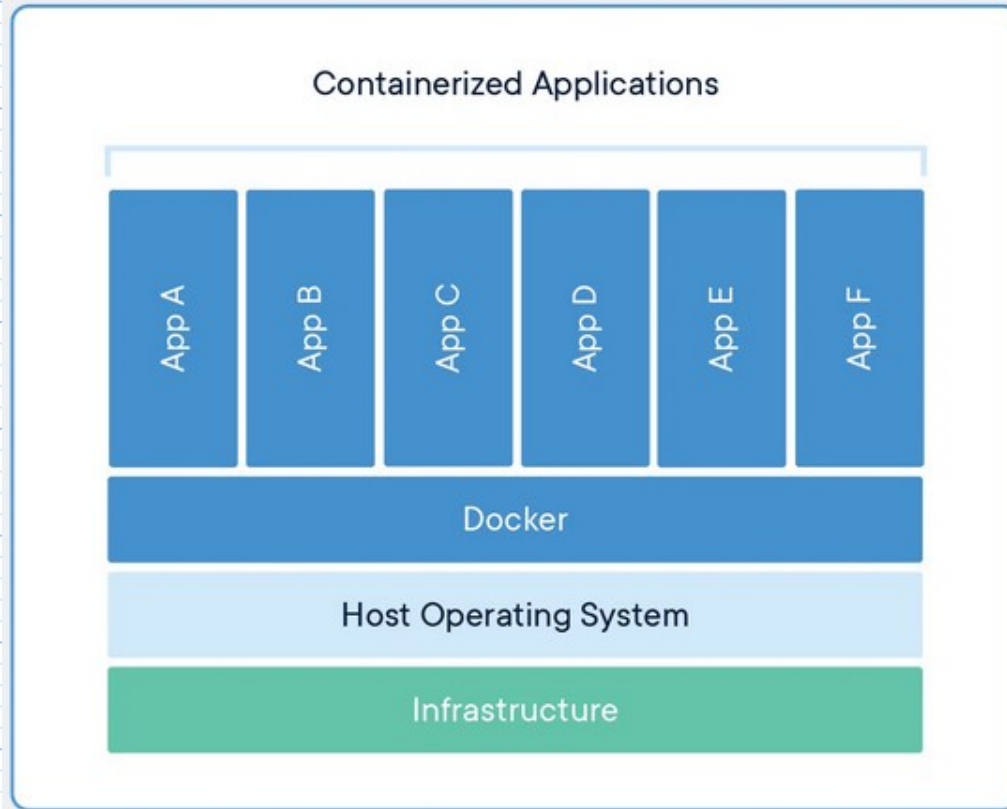 Containerized Applications
App A
App B
App C
App D
App E
App F
Docker
Host Operating System
Infrastructure